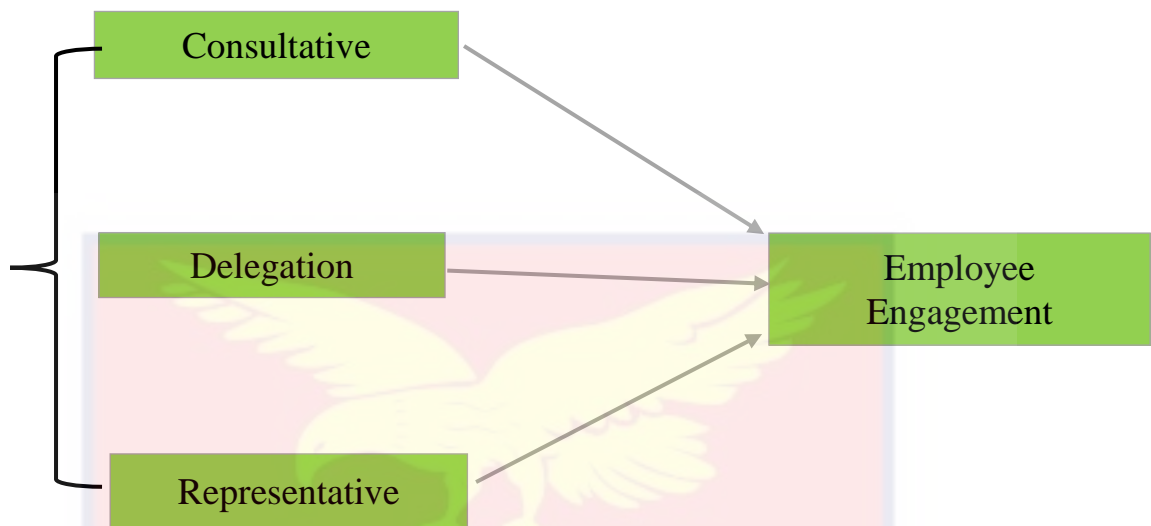 Consultative
Delegation
Employee
Engagement
Representative